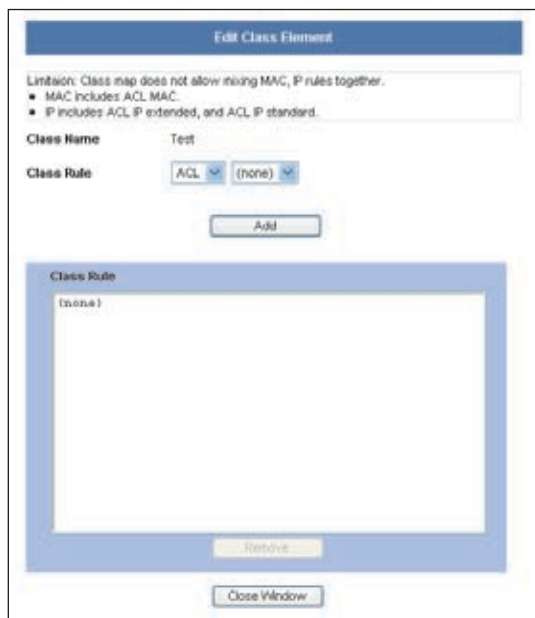 Edit Class Element
Limitaion: Class map does not allow mixing MAC, IP rules together.
• MAC includes ACL MAC.
• IP includes ACL IP extended, and ACL IP standard.
Class Name Test
Class Rule ACL (none)
Add
Class Rule
(none)
Remove
Close Window